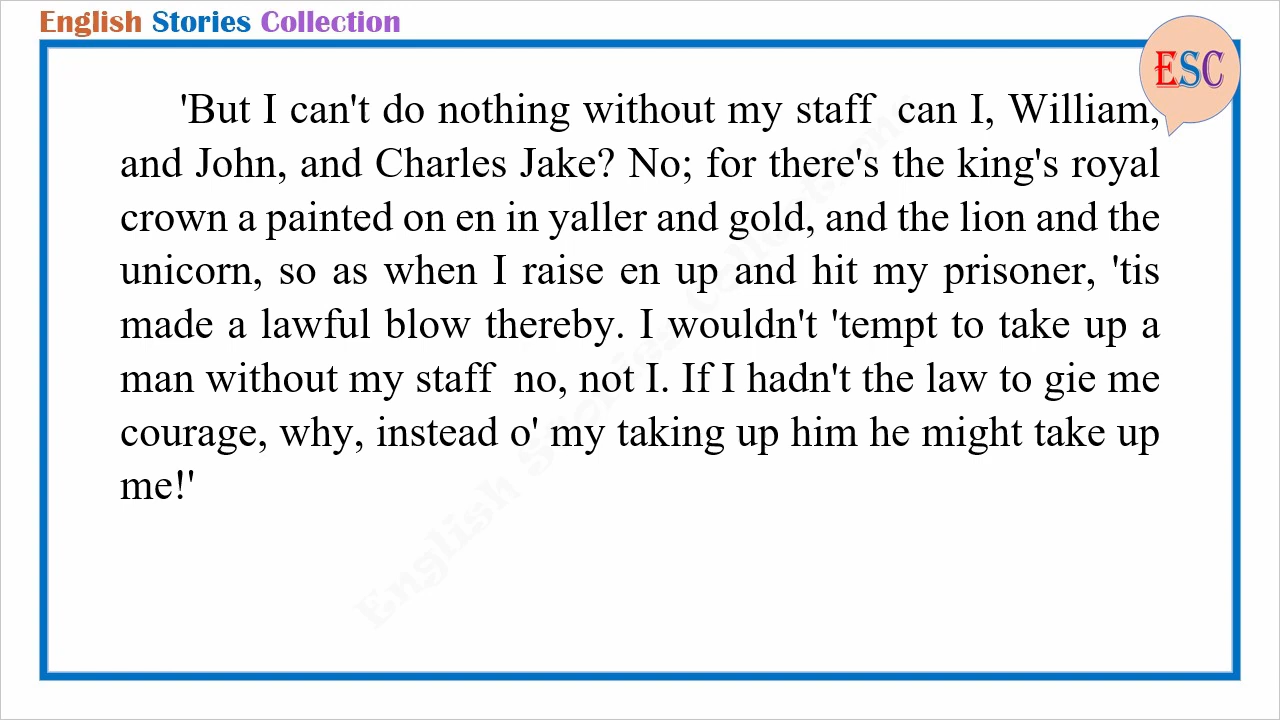 English Stories Collection
ESC
'But I can't do nothing without my staff  can I, William,
and John, and Charles Jake? No; for there's the king's royal
crown a painted on en in yaller and gold, and the lion and the
unicorn, so as when I raise en up and hit my prisoner, 'tis
made a lawful blow thereby. I wouldn't 'tempt to take up a
man without my staff  no, not I. If I hadn't the law to gie me
courage, why, instead o' my taking up him he might take up
me!'
English Stories Collections